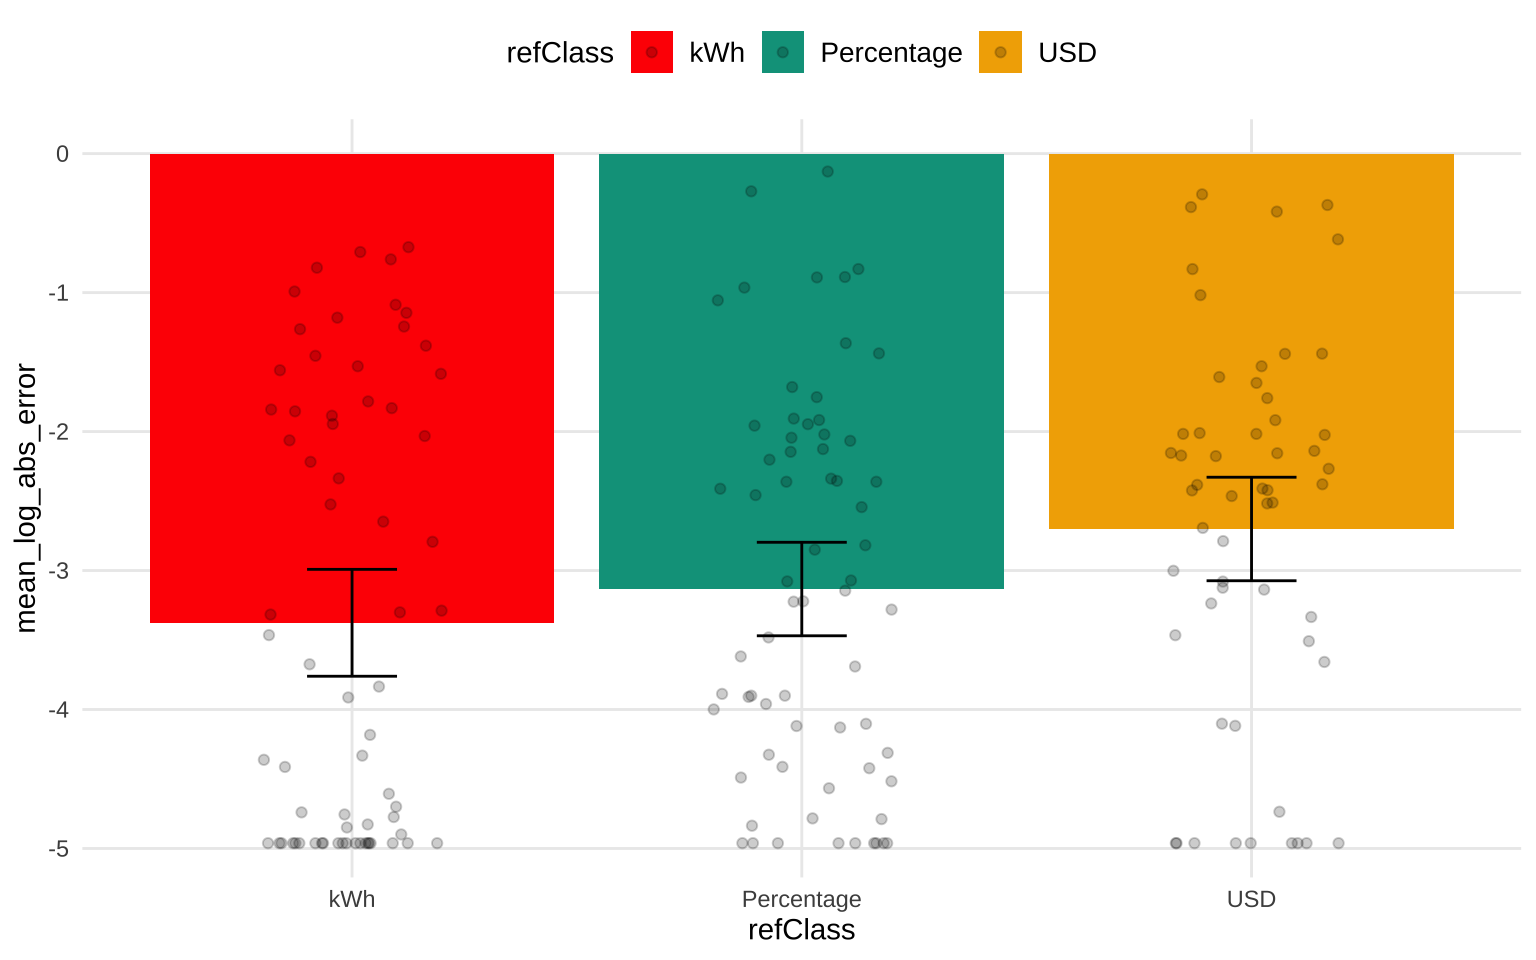 refClass kWh Percentage USD
0
-1
-2
-3
-4
-5
mean_log_abs_error
kWh Percentage USD
refClass